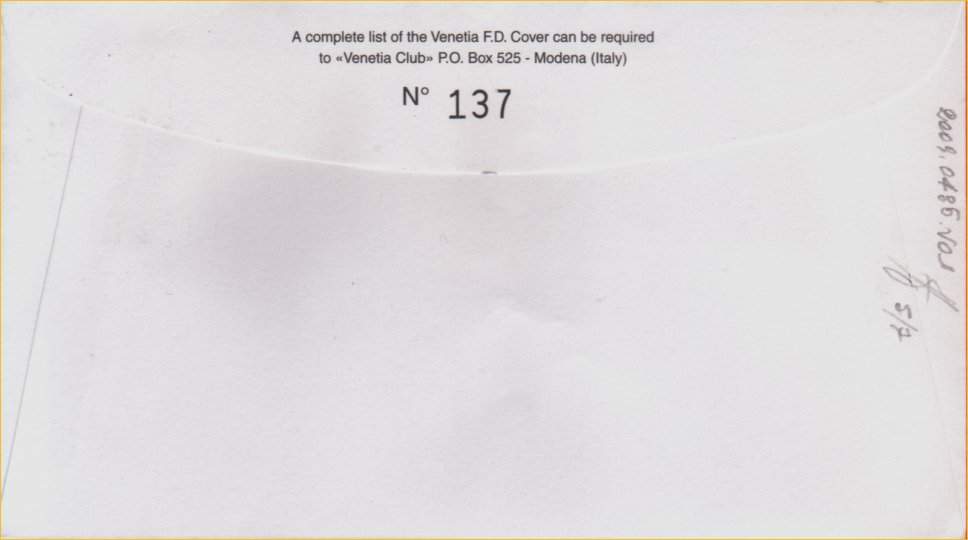 A complete list of the Venetia F.D. Cover can be required
to «Venetia Club» P.O. Box 525 - Modena (Italy)
N° 137
2009.0485.V01
5/7